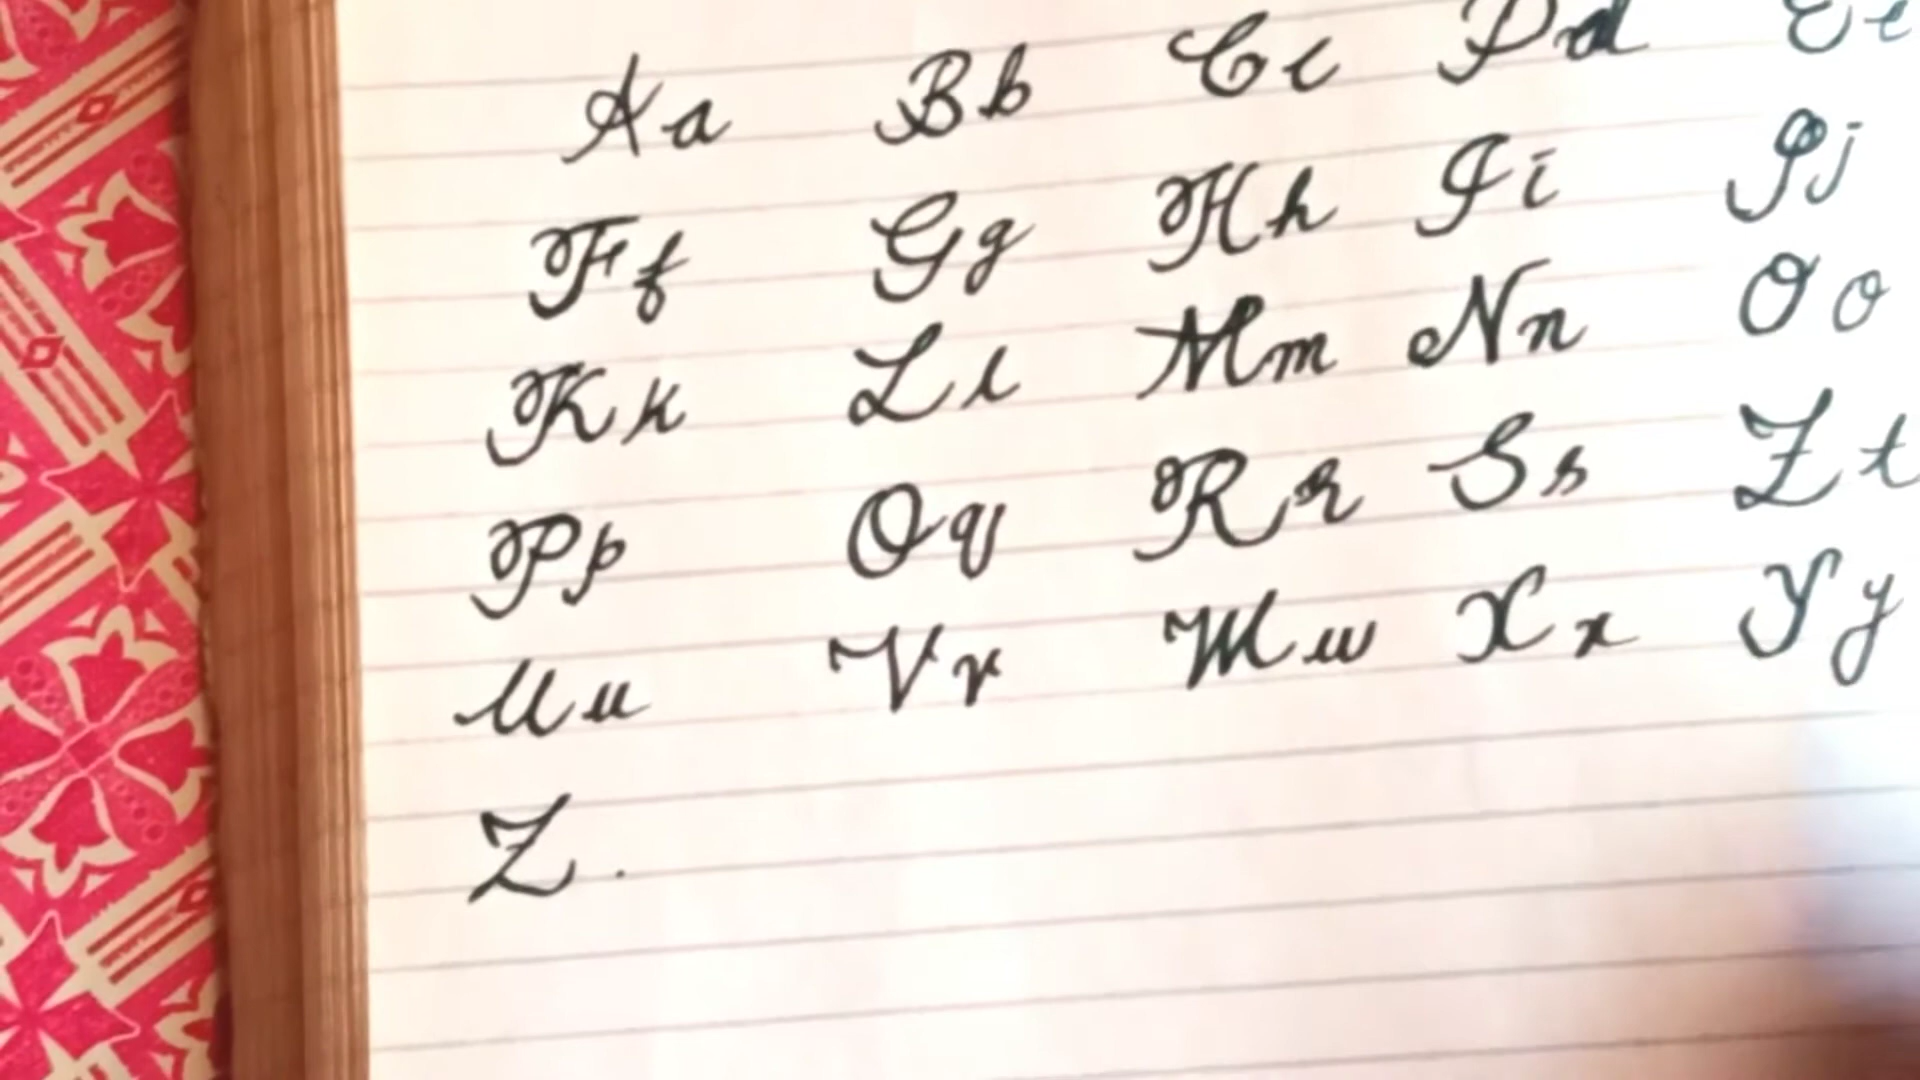 Aa Bb Cc Dd Ee
Ff Gg Hh Ii Jj
Kk Ll Mm Nn Oo
Pp Qq Rr Ss Tt
Uu Vv Ww Xx Yy
Z.